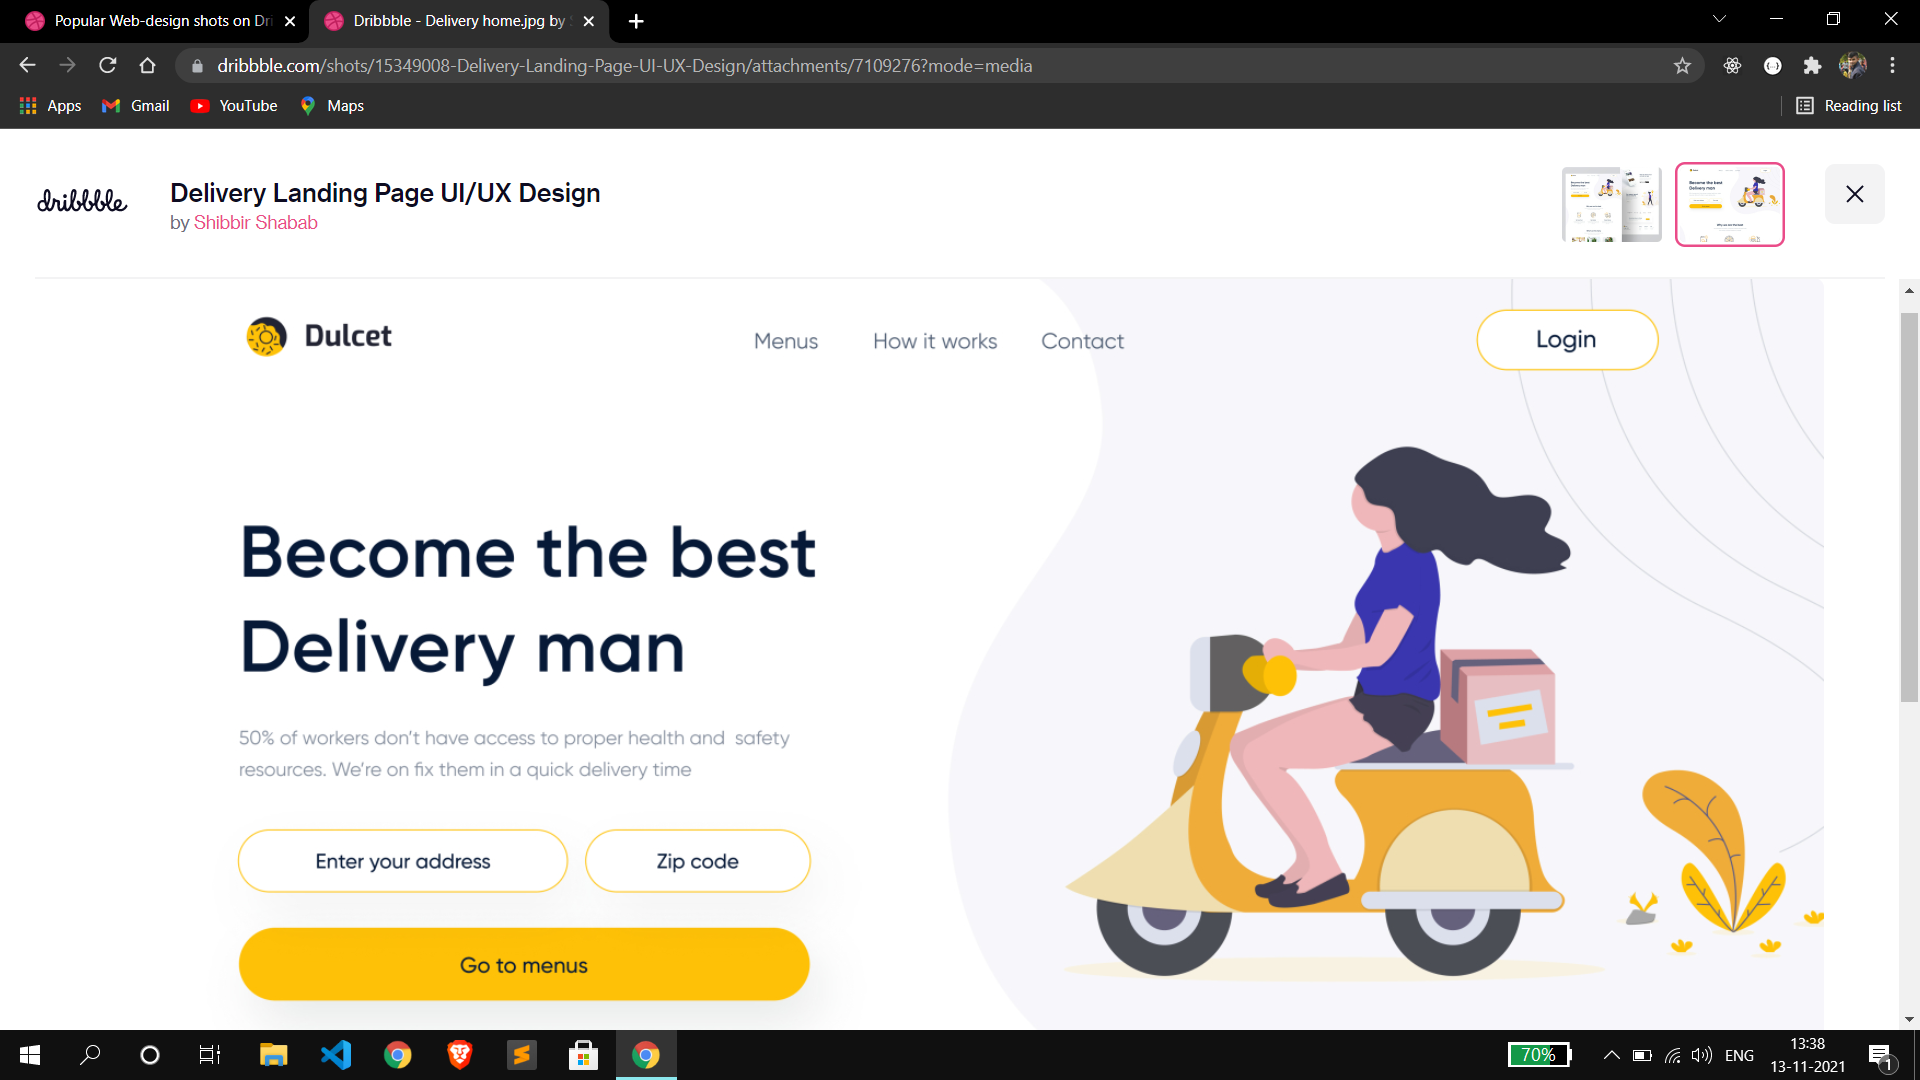 Popular Web-design shots on Dri
Dribbble - Delivery home.jpg by S
dribbble.com/shots/15349008-Delivery-Landing-Page-UI-UX-Design/attachments/7109276?mode=media
Apps
Gmail
YouTube
Maps
Reading list
dribbble
Delivery Landing Page UI/UX Design
by Shibbir Shabab
Dulcet
Menus
How it works
Contact
Login
Become the best
Delivery man
50% of workers don't have access to proper health and safety
resources. We're on fix them in a quick delivery time
Enter your address
Zip code
Go to menus
70%
ENG
13:38
13-11-2021
1